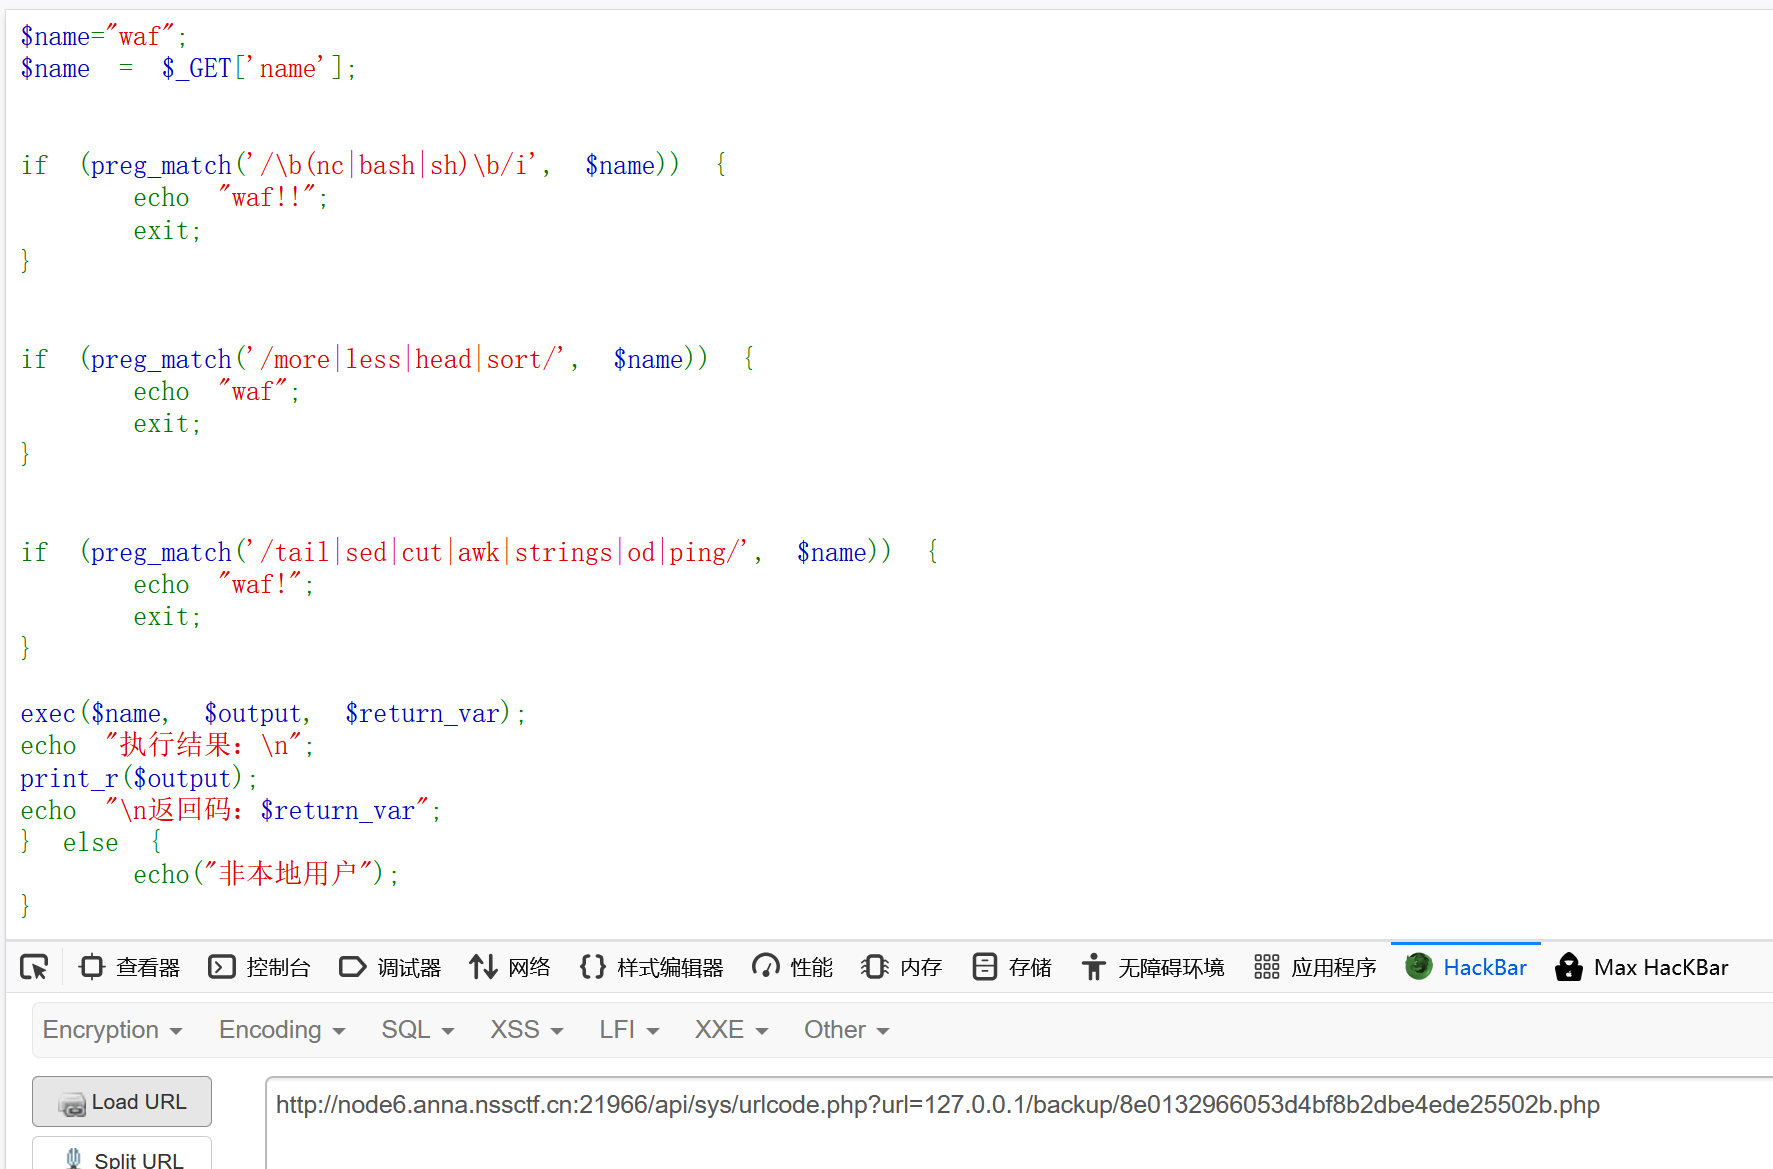 $name="waf";
$name = $_GET['name'];
if (preg_match('/\b(nc|bash|sh)\b/i', $name)) {
echo "waf!!";
exit;
}
if (preg_match('/more|less|head|sort/', $name)) {
echo "waf";
exit;
}
if (preg_match('/tail|sed|cut|awk|strings|od|ping/', $name)) {
echo "waf!";
exit;
}
exec($name, $output, $return_var);
echo "执行结果：\n";
print_r($output);
echo "\n返回码：$return_var";
} else {
echo("非本地用户");
}
查看器 控制台 调试器 网络 样式编辑器 性能 内存 存储 无障碍环境 应用程序 HackBar Max HacKBar
Encryption Encoding SQL XSS LFI XXE Other
Load URL http://node6.anna.nssctf.cn:21966/api/sys/urlcode.php?url=127.0.0.1/backup/8e0132966053d4bf8b2dbe4ede25502b.php
Split URL